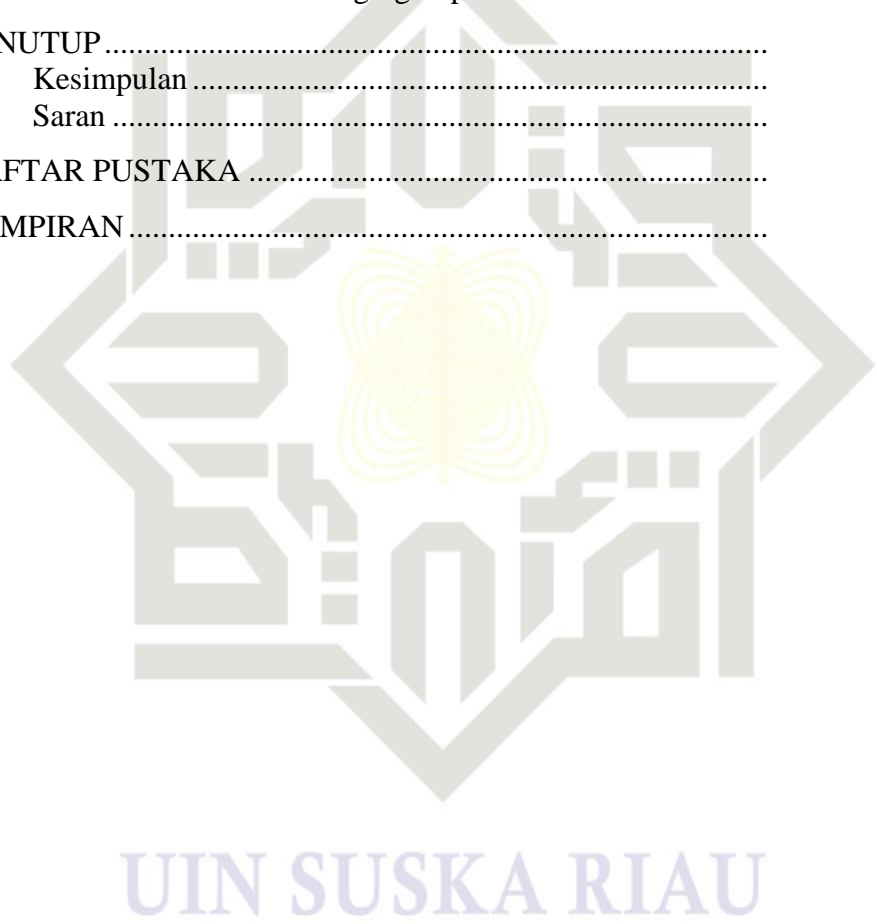 NUTUP ........................................................................................
Kesimpulan ........................................................................................
Saran ........................................................................................
AFTAR PUSTAKA ........................................................................................
MPIRAN ........................................................................................
UIN SUSKA RIAU